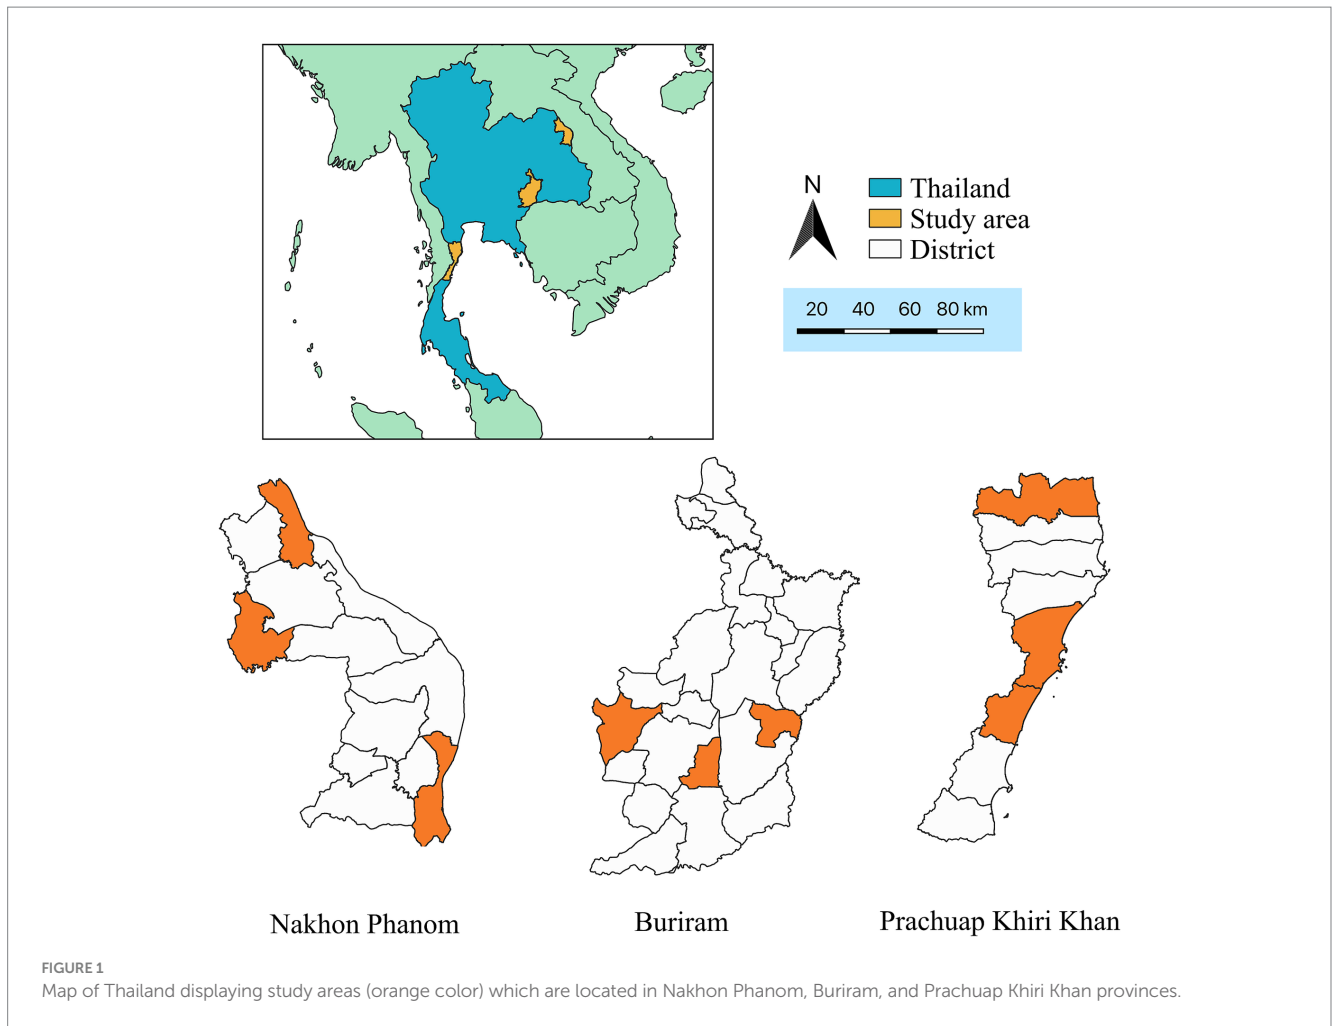 N
Thailand
Study area
District
20 40 60 80 km
Nakhon Phanom
Buriram
Prachuap Khiri Khan
FIGURE 1
Map of Thailand displaying study areas (orange color) which are located in Nakhon Phanom, Buriram, and Prachuap Khiri Khan provinces.